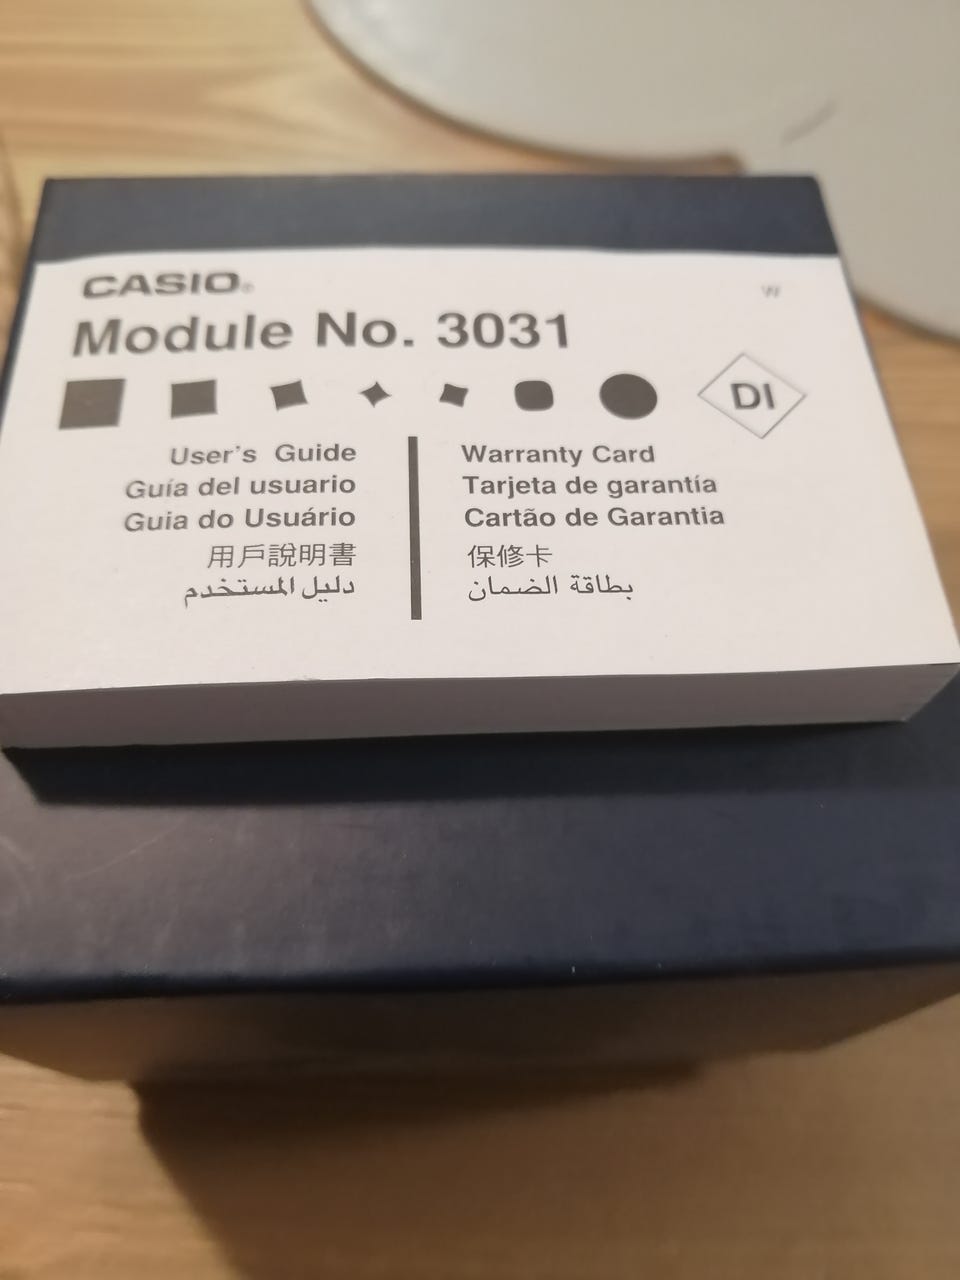 CASIO®
W
Module No. 3031
DI
User's Guide
Guía del usuario
Guia do Usuário
用戶說明書
دليل المستخدم
Warranty Card
Tarjeta de garantía
Cartão de Garantia
保修卡
بطاقة الضمان